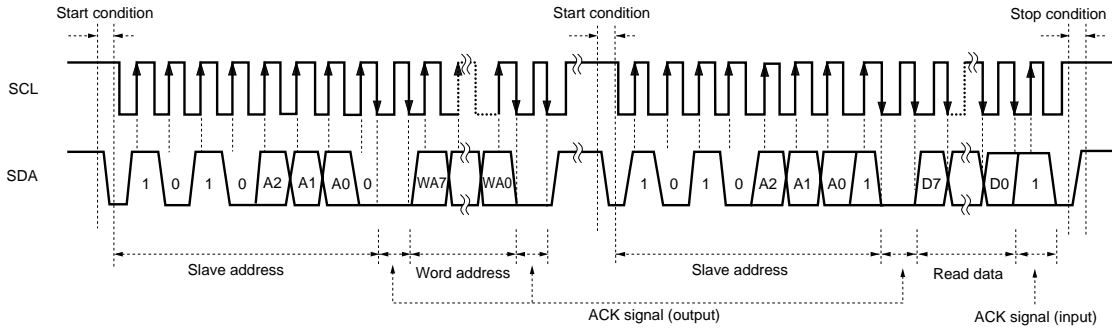 Start condition
Start condition
Stop condition
SCL
SDA
1 0 1 0 A2 A1 A0 0 WA7 WA0 1 0 1 0 A2 A1 A0 1 D7 D0 1
Slave address
Word address
Slave address
Read data
ACK signal (output)
ACK signal (input)